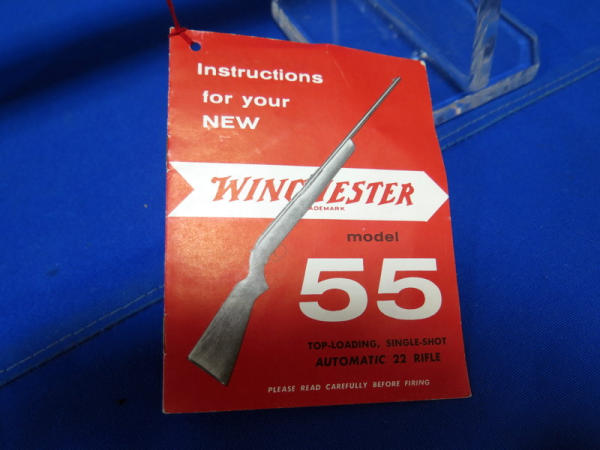 Instructions
for your
NEW
WINCHESTER
TRADEMARK
model
55
TOP-LOADING, SINGLE-SHOT
AUTOMATIC 22 RIFLE
PLEASE READ CAREFULLY BEFORE FIRING